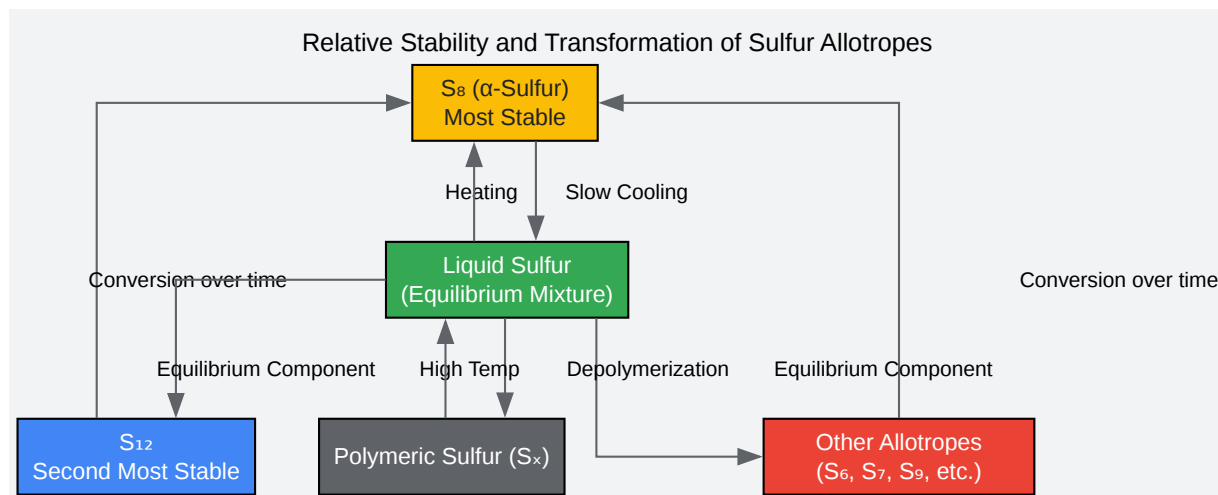 Relative Stability and Transformation of Sulfur Allotropes
S₈ (α-Sulfur)
Most Stable
Heating
Slow Cooling
Liquid Sulfur
(Equilibrium Mixture)
Conversion over time
Conversion over time
Equilibrium Component
High Temp
Depolymerization
Equilibrium Component
S₁₂
Second Most Stable
Polymeric Sulfur (Sₓ)
Other Allotropes
(S₆, S₇, S₉, etc.)